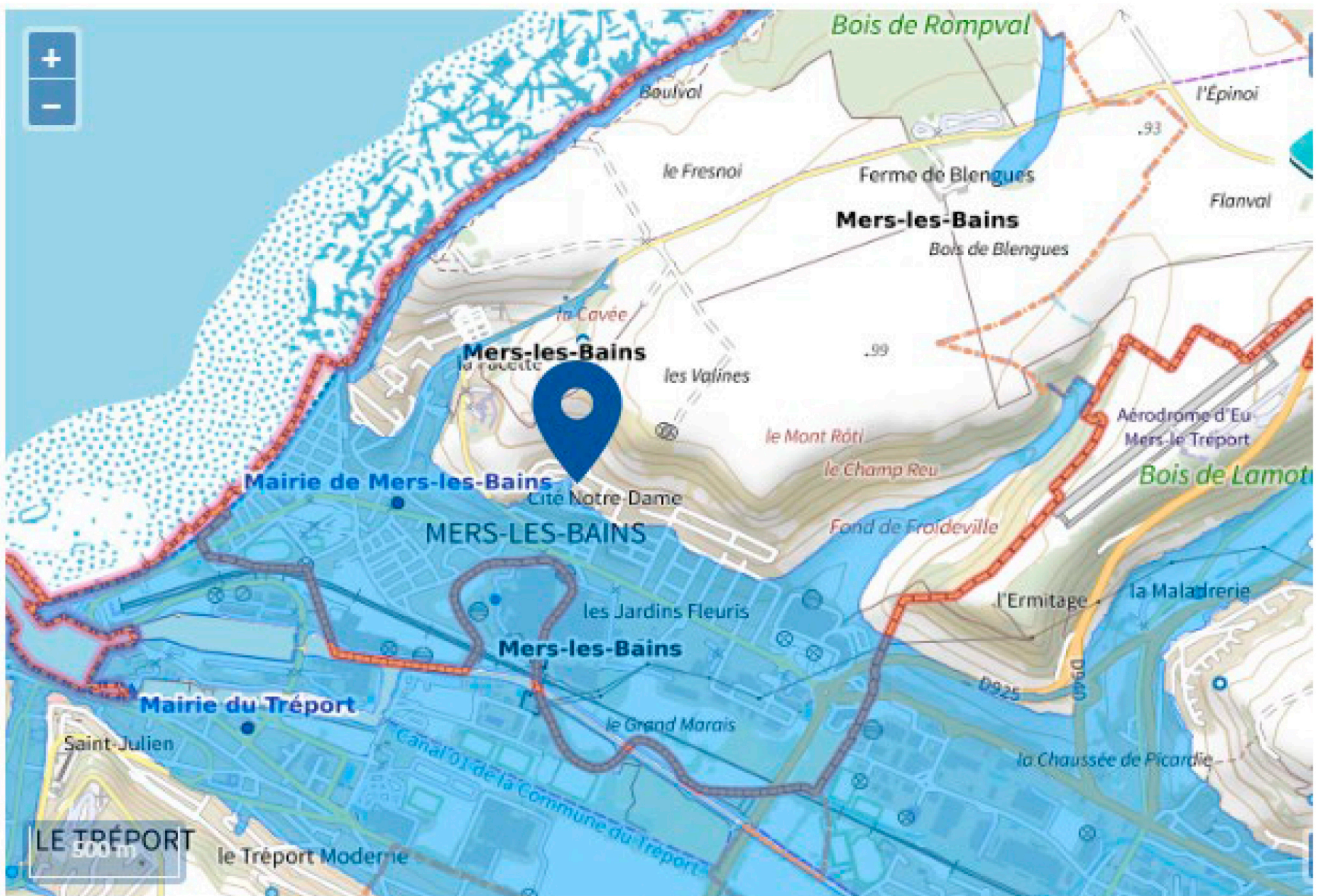 +
−
Bois de Rompval
Boulval
l'Épinoi
.93
le Fresnoi
Ferme de Blengues
Flanval
Mers-les-Bains
Bois de Blengues
la Cavée
Mers-les-Bains
.99
les Valines
Aérodrome d'Eu
Mers-le Tréport
le Mont Rôti
le Champ Reu
Bois de Lamot
Mairie de Mers-les-Bains
Cité Notre-Dame
MERS-LES-BAINS
Fond de Froideville
l'Ermitage
la Maladrerie
les Jardins Fleuris
Mers-les-Bains
D925
D940
Mairie du Tréport
le Grand Marais
Saint-Julien
Canal 01 de la Commune du Tréport
la Chaussée de Picardie
LE TRÉPORT
500 m
le Tréport Moderne